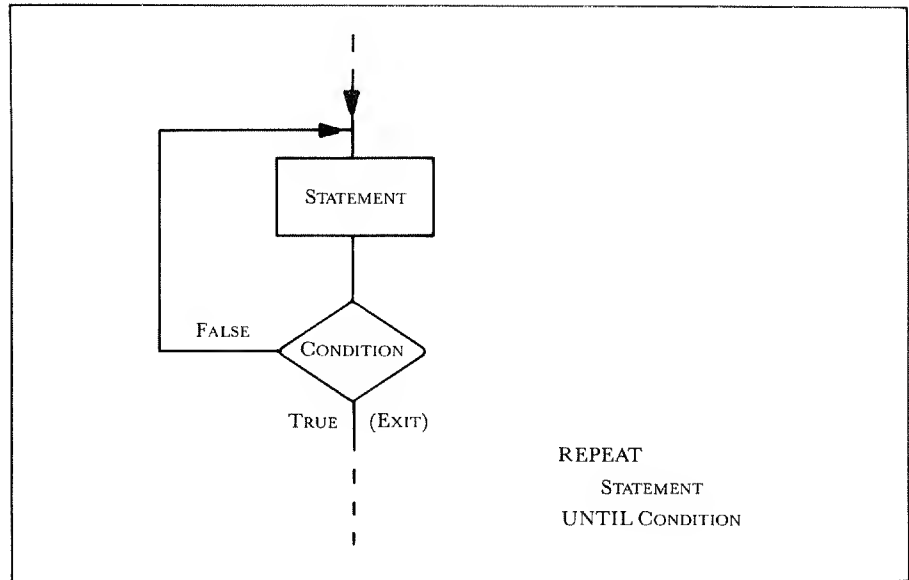 STATEMENT
FALSE
CONDITION
TRUE (EXIT)
REPEAT
STATEMENT
UNTIL CONDITION